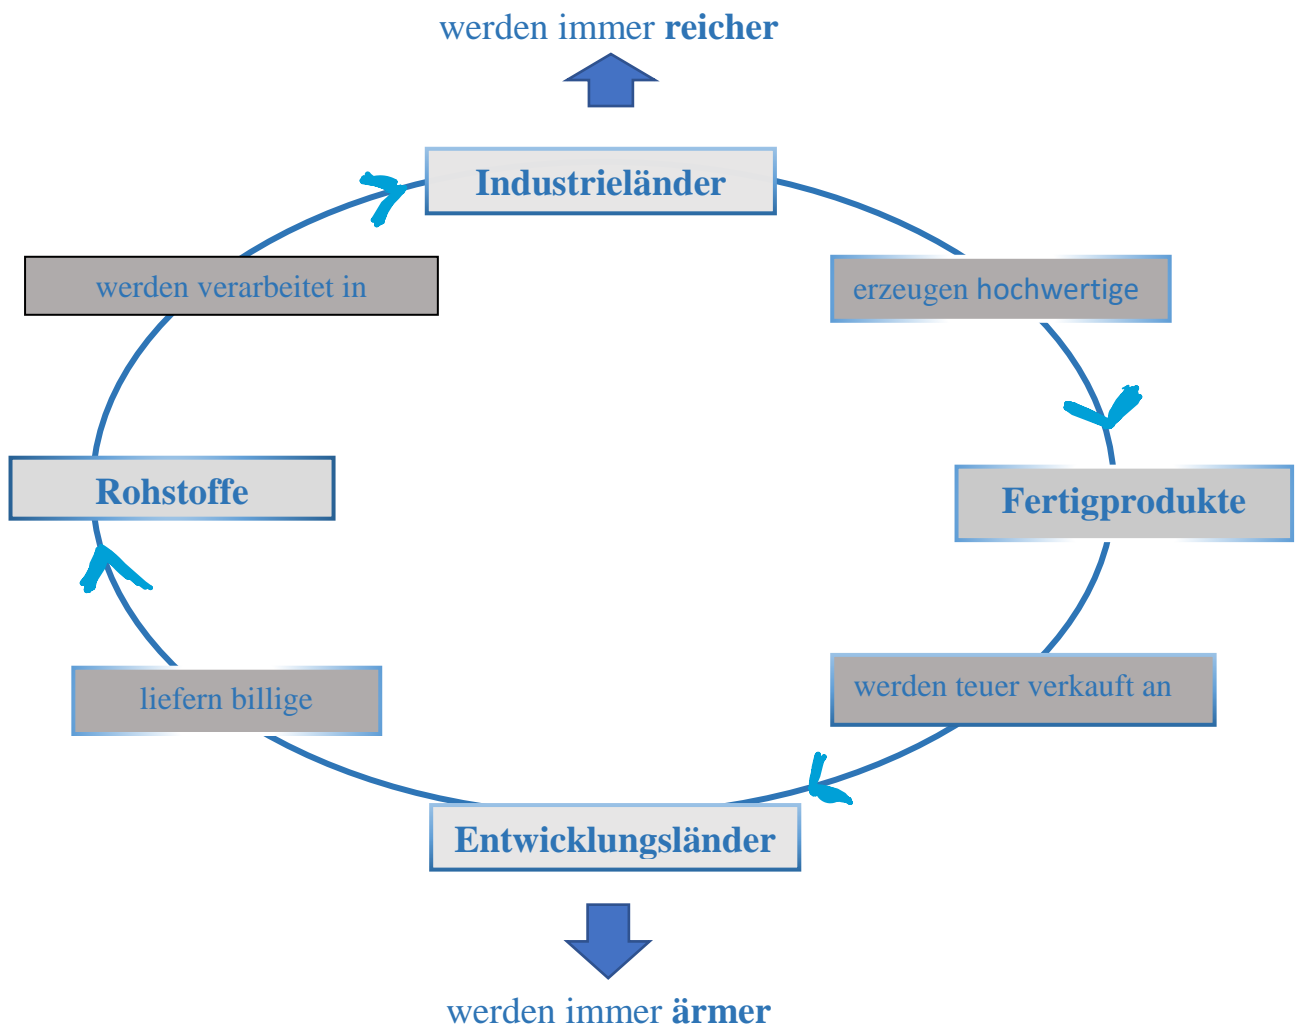 werden immer reicher
Industrieländer
werden verarbeitet in
erzeugen hochwertige
Rohstoffe
Fertigprodukte
liefern billige
werden teuer verkauft an
Entwicklungsländer
werden immer ärmer